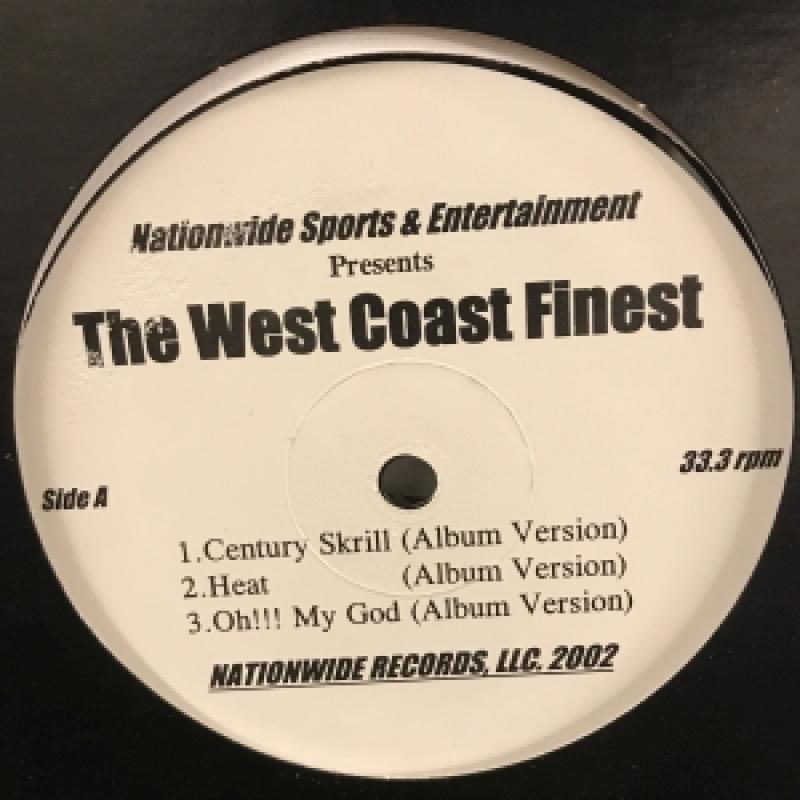 Nationwide Sports & Entertainment
Presents
The West Coast Finest
33.3 rpm
Side A
1.Century Skrill (Album Version)
2.Heat (Album Version)
3.Oh!!! My God (Album Version)
NATIONWIDE RECORDS, LLC. 2002